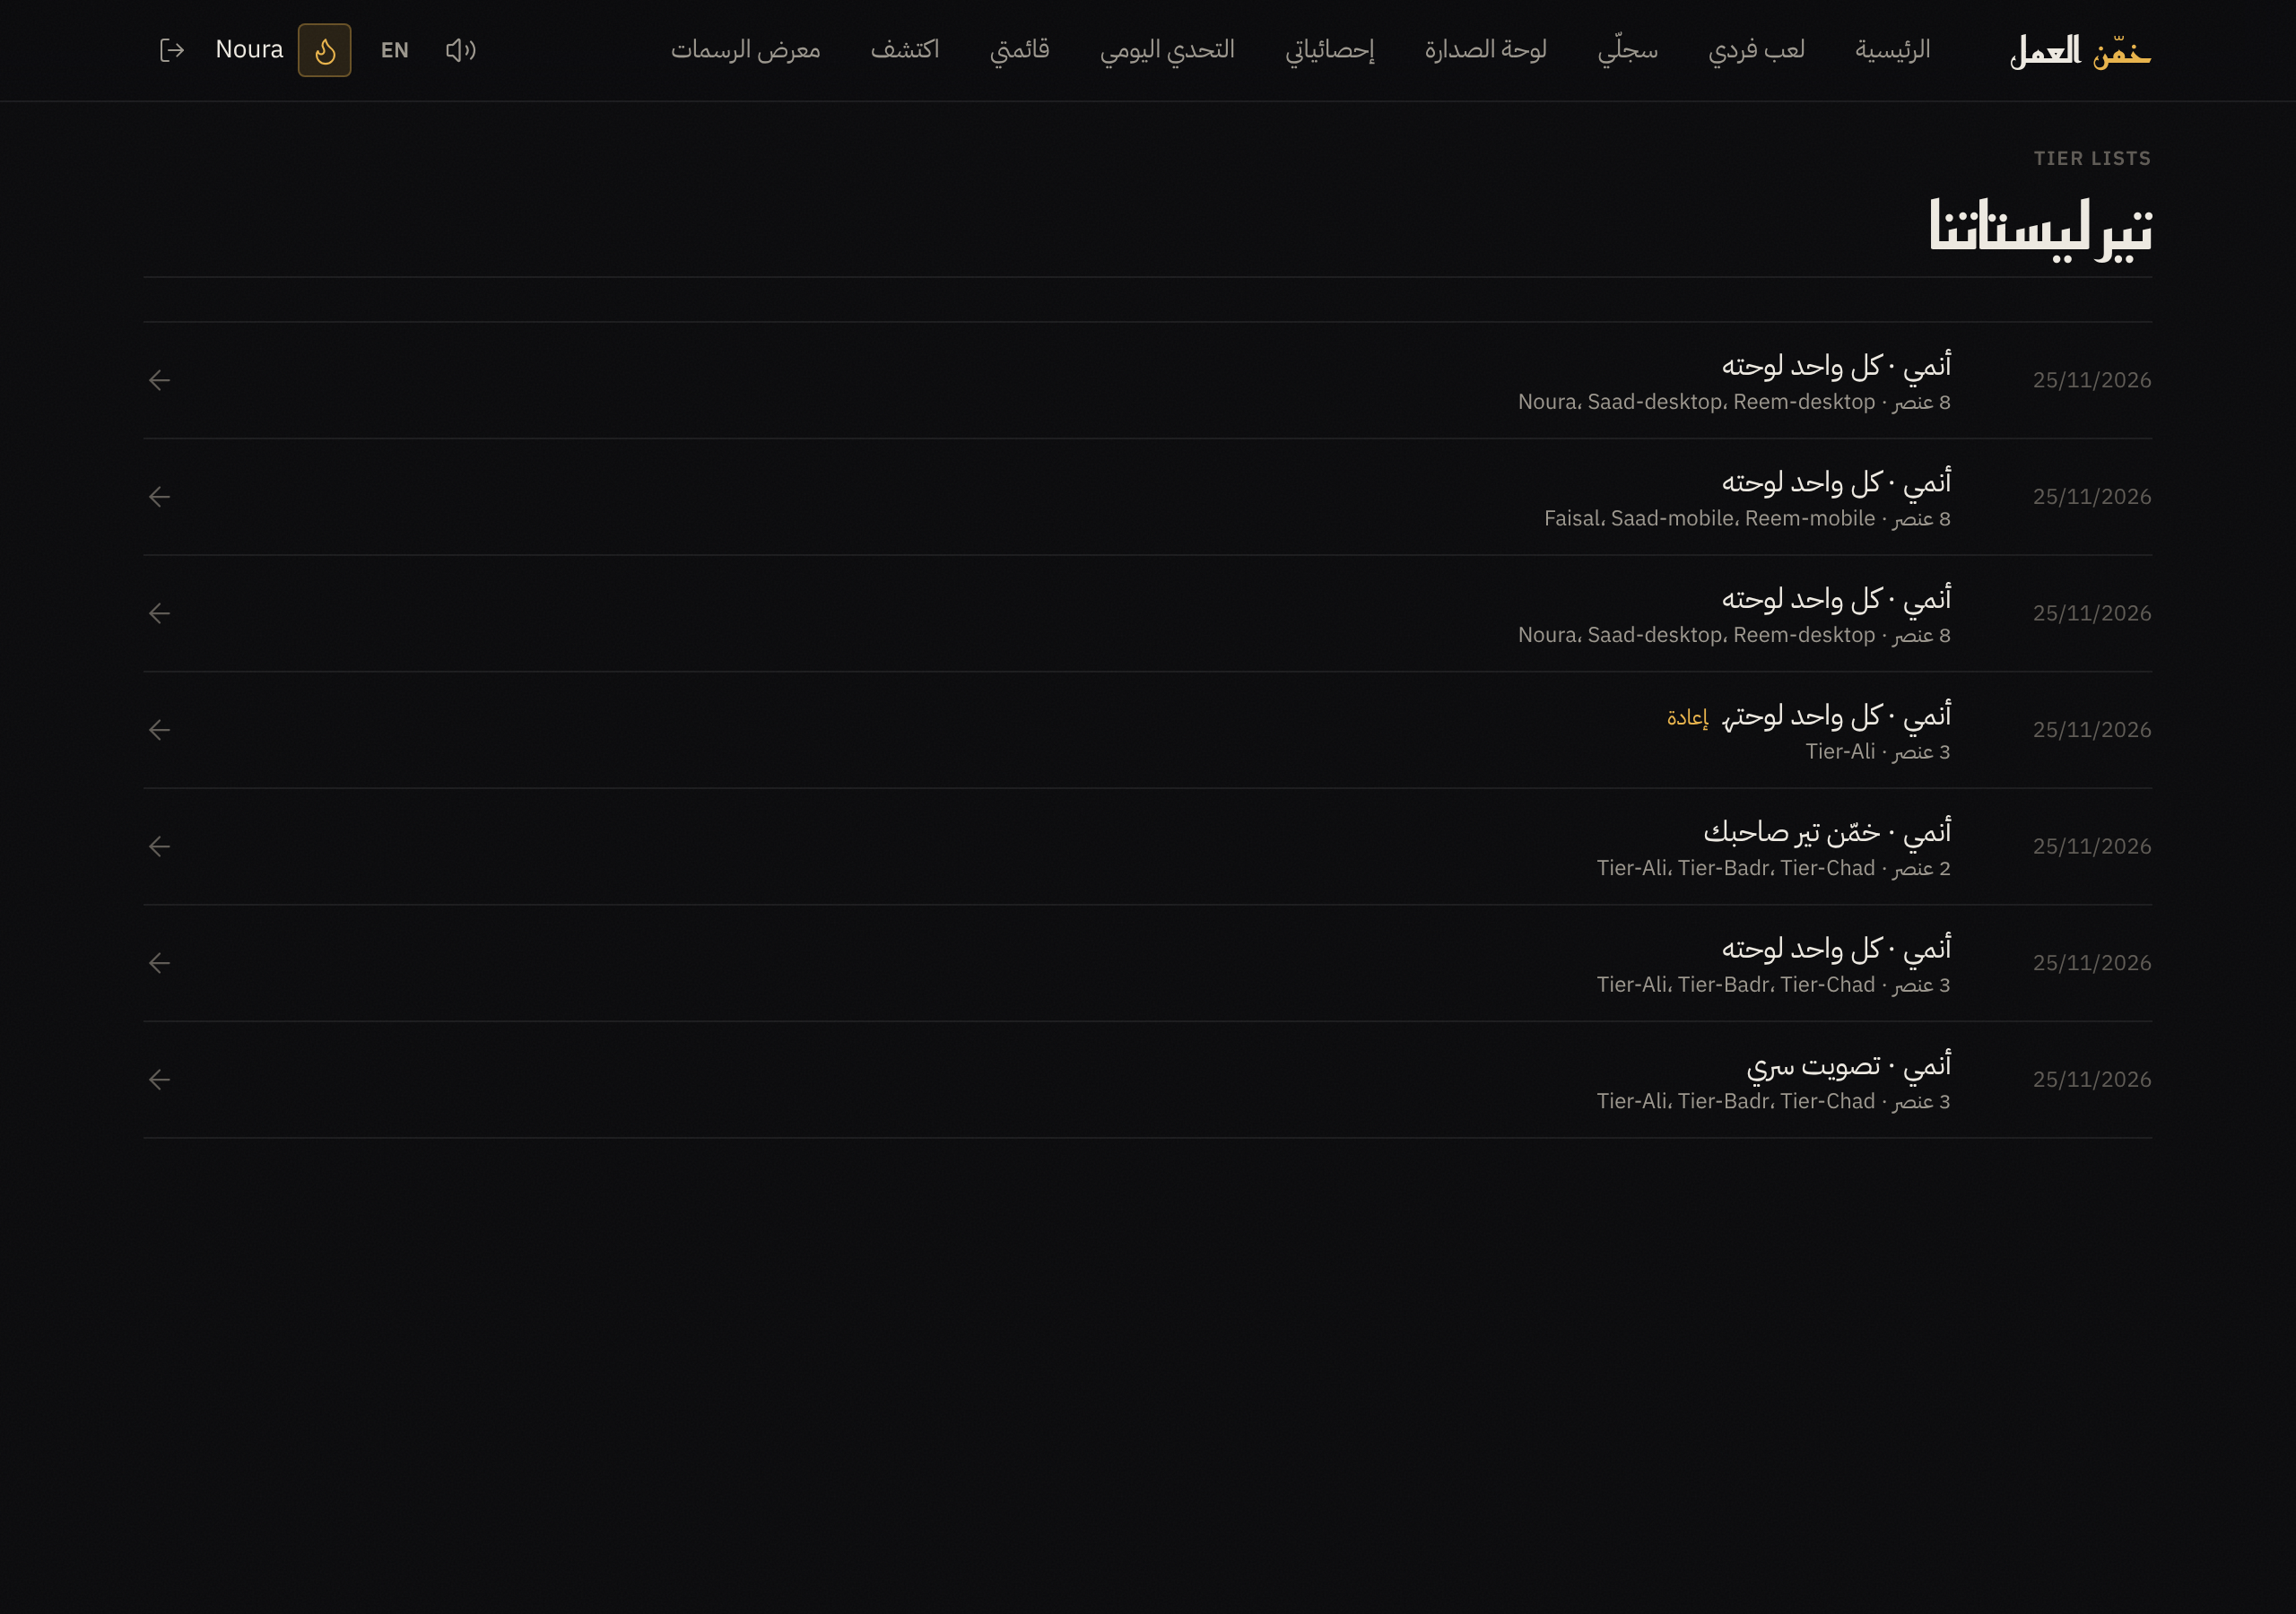 خمّن العمل
الرئيسية
لعب فردي
سجلّي
لوحة الصدارة
إحصائياتي
التحدي اليومي
قائمتي
اكتشف
معرض الرسمات
EN
Noura
TIER LISTS
تير ليستاتنا
25/11/2026
أنمي · كل واحد لوحته
8 عنصر · Noura، Saad-desktop، Reem-desktop
25/11/2026
أنمي · كل واحد لوحته
8 عنصر · Faisal، Saad-mobile، Reem-mobile
25/11/2026
أنمي · كل واحد لوحته
8 عنصر · Noura، Saad-desktop، Reem-desktop
25/11/2026
أنمي · كل واحد لوحته إعادة
3 عنصر · Tier-Ali
25/11/2026
أنمي · خمّن تير صاحبك
2 عنصر · Tier-Ali، Tier-Badr، Tier-Chad
25/11/2026
أنمي · كل واحد لوحته
3 عنصر · Tier-Ali، Tier-Badr، Tier-Chad
25/11/2026
أنمي · تصويت سري
3 عنصر · Tier-Ali، Tier-Badr، Tier-Chad